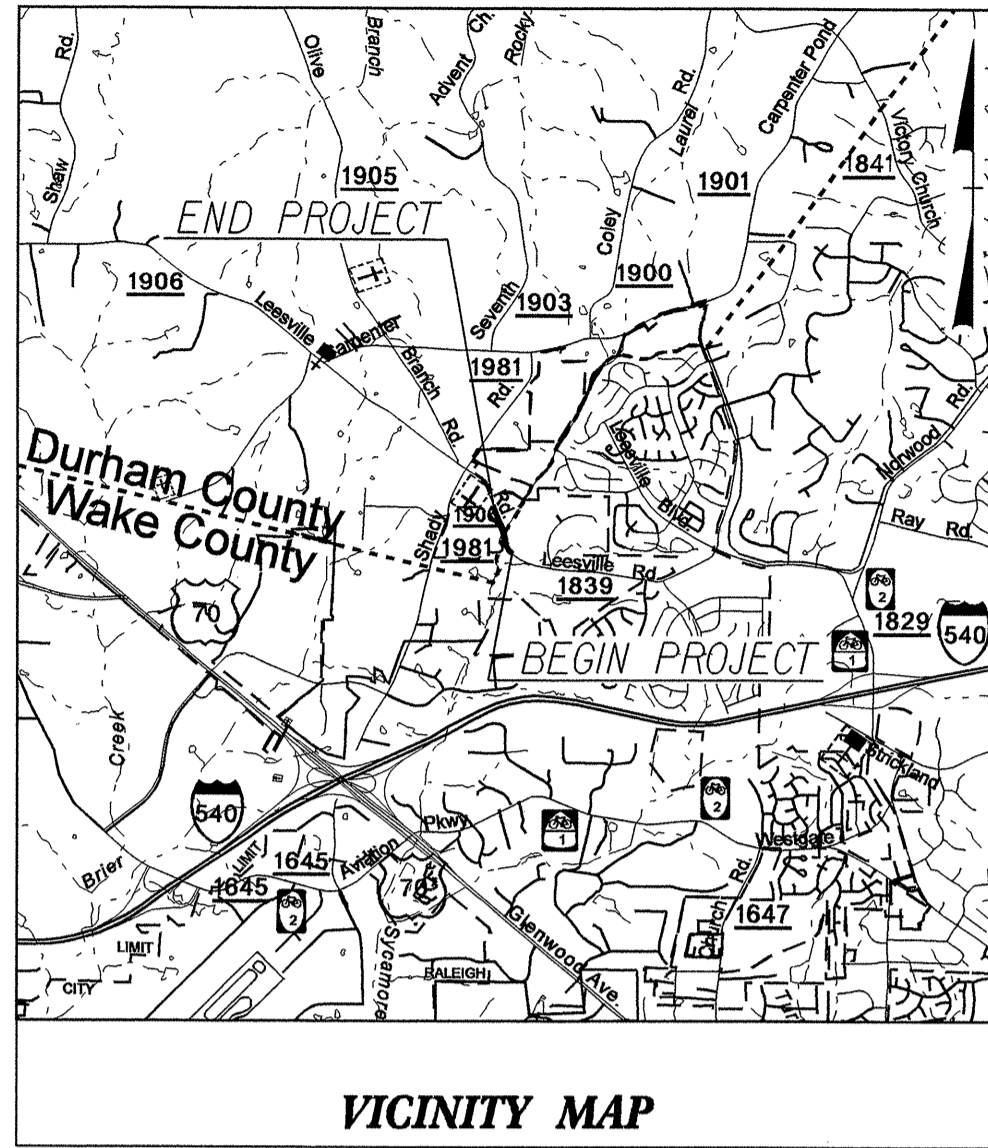 Rd.
Olive
Branch
Advent
Ch.
Rocky
Rd.
Laurel
Carpenter Pond
Shaw
1905
1901
1841
Victory Church
END PROJECT
Coley
1906
1900
Leesville
Seventh
1903
Carpenter
Branch
1981
Rd.
Rd.
Leesville
Norwood
Rd.
Durham County
Blvd.
Wake County
Rd.
1906
Ray Rd.
Shady
1981
Leesville Rd.
1839
70
2
1829
540
1
BEGIN PROJECT
Creek
Strickland
540
2
Pkwy
1
Westgate
Brier
LIMIT
1645
Aviation
70
Rd.
1645
2
Church
1647
Glenwood Ave.
LIMIT
Sycamore
RALEIGH
CITY
VICINITY MAP